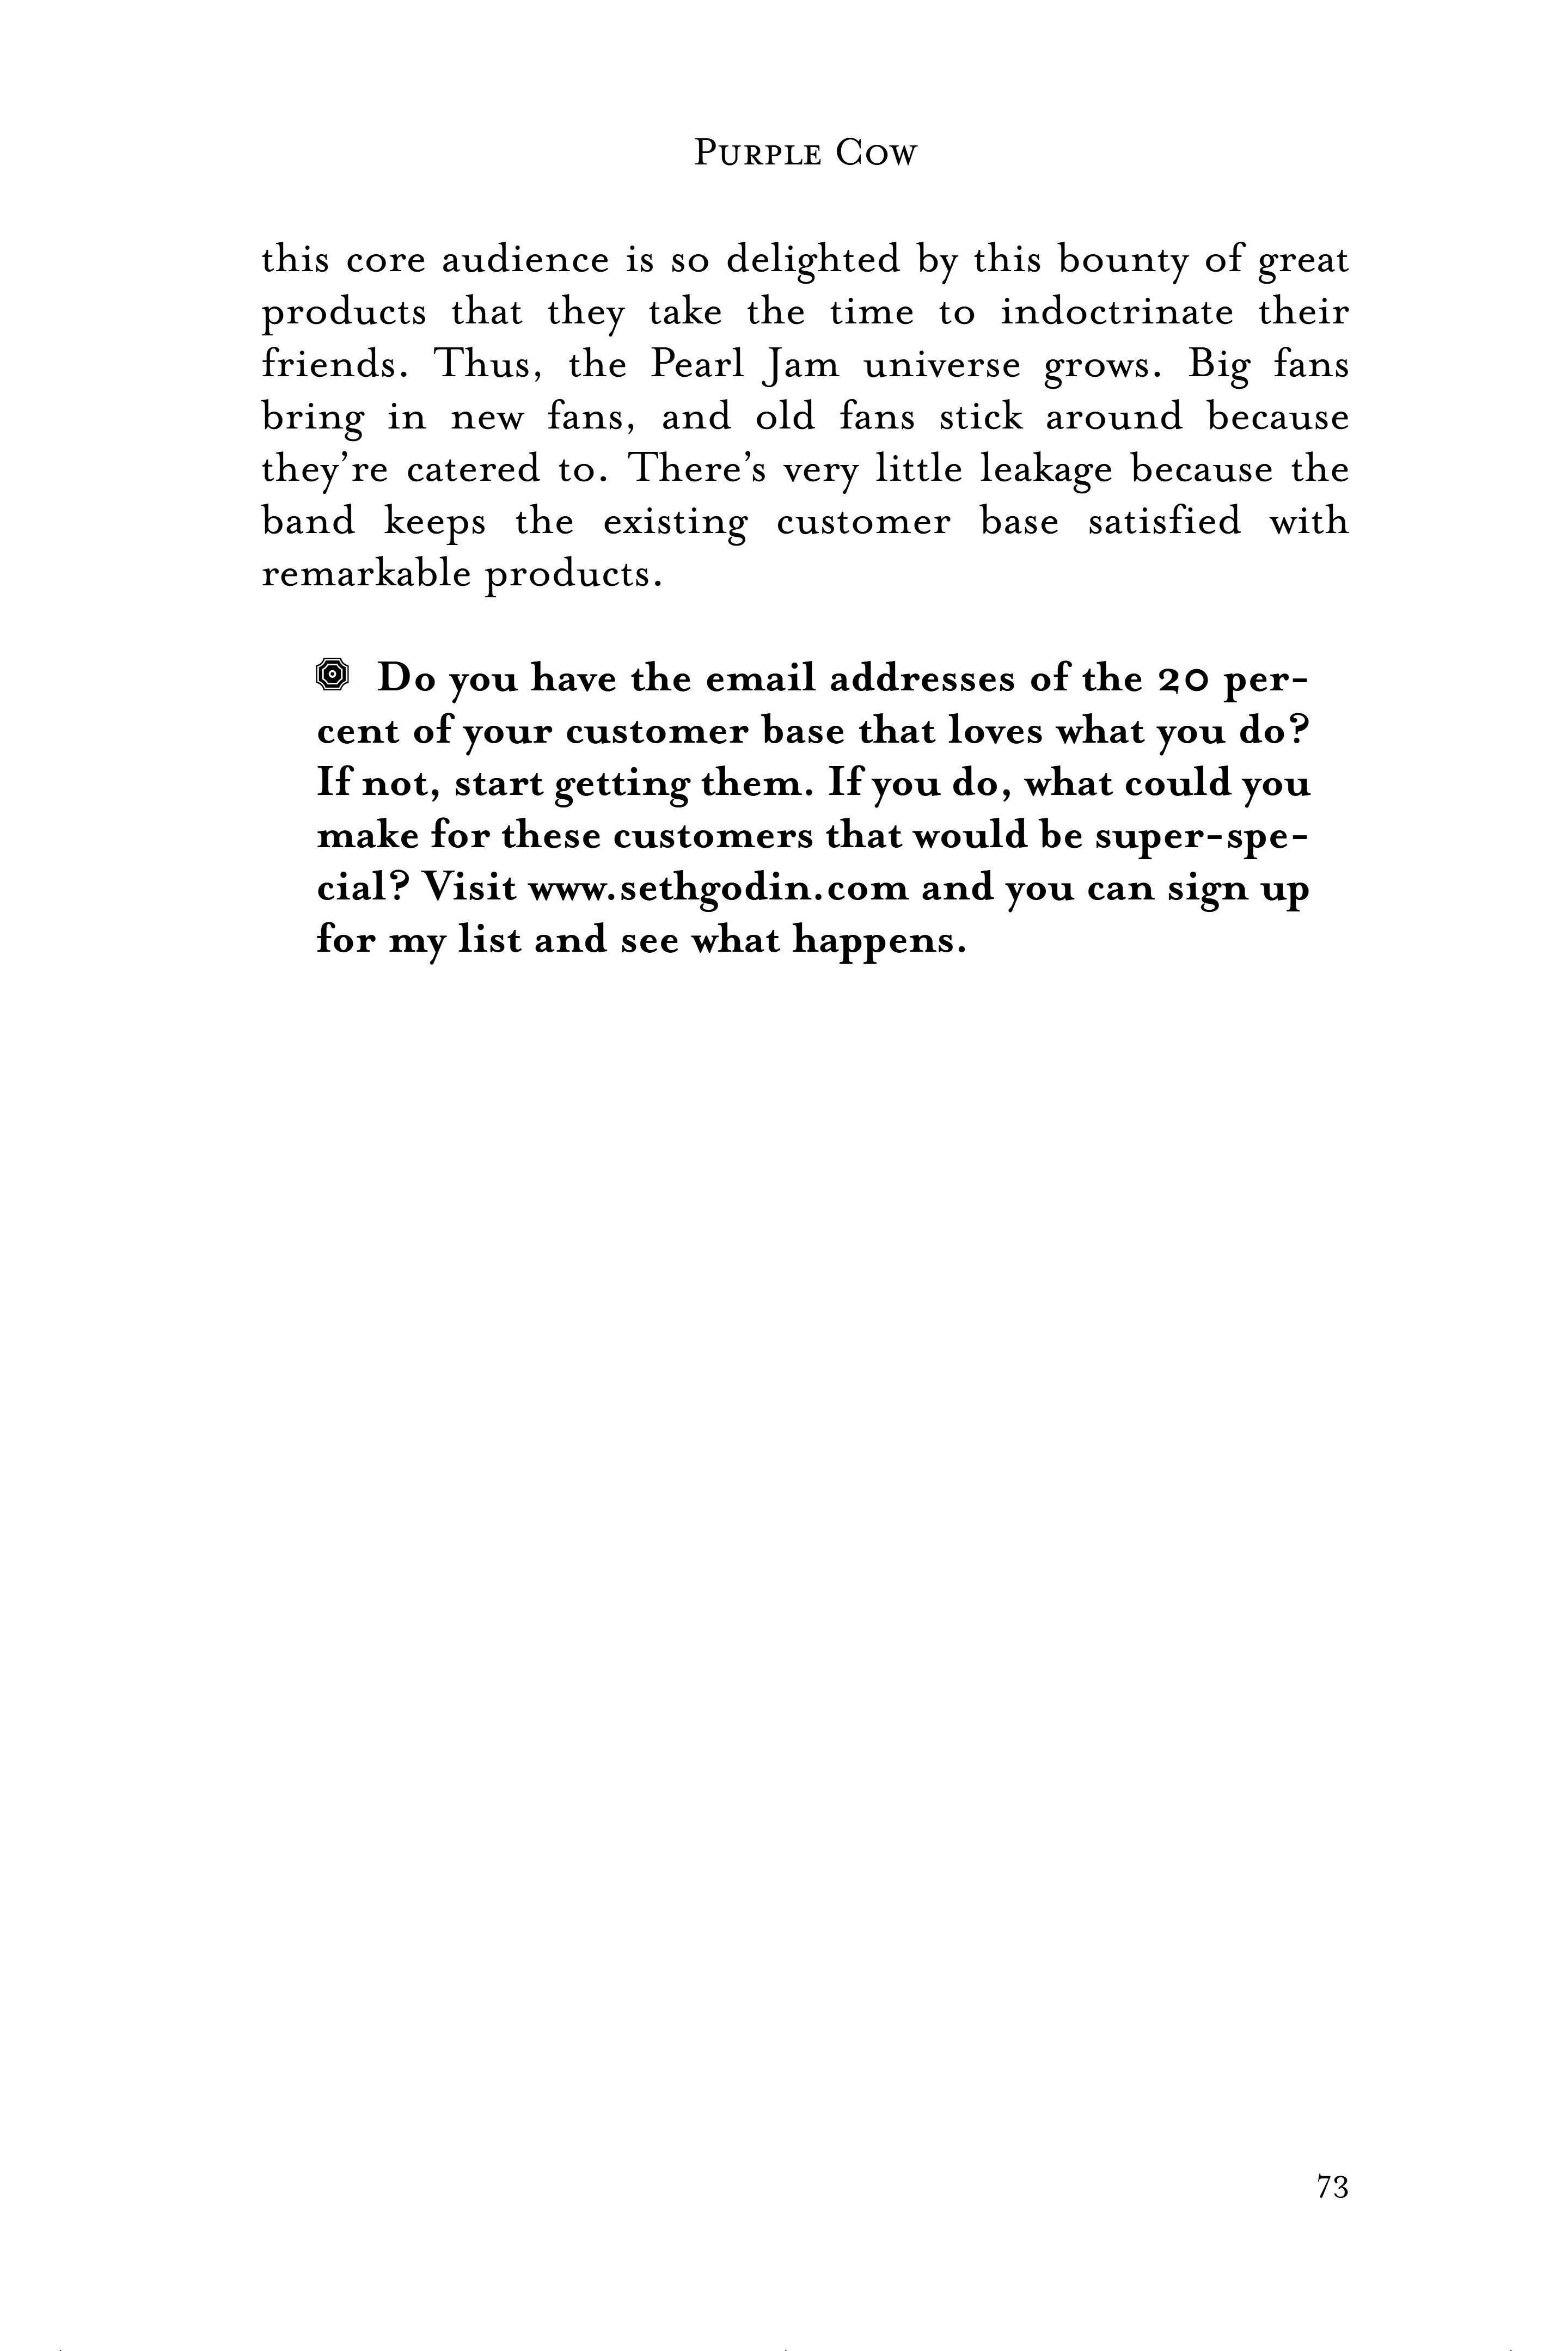 Purple Cow
this core audience is so delighted by this bounty of great
products that they take the time to indoctrinate their
friends. Thus, the Pearl Jam universe grows. Big fans
bring in new fans, and old fans stick around because
they’re catered to. There’s very little leakage because the
band keeps the existing customer base satisfied with
remarkable products.
Do you have the email addresses of the 20 per-
cent of your customer base that loves what you do?
If not, start getting them. If you do, what could you
make for these customers that would be super-spe-
cial? Visit www.sethgodin.com and you can sign up
for my list and see what happens.
73